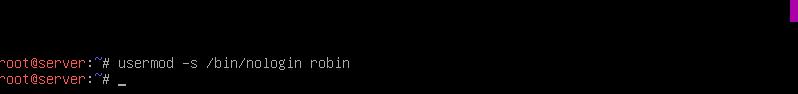 root@server:~# usermod -s /bin/nologin robin
root@server:~# _